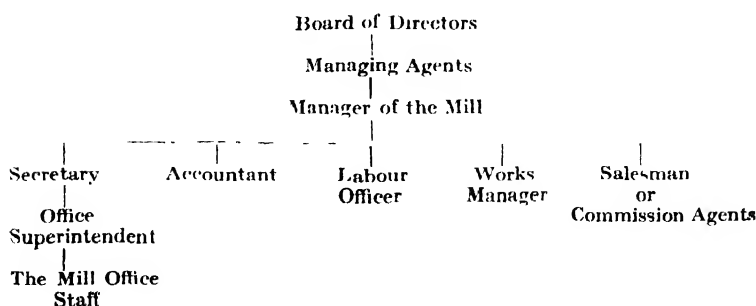 Board of Directors
Managing Agents
Manager of the Mill
Secretary Accountant Labour Officer Works Manager Salesman or Commission Agents
Office Superintendent
The Mill Office Staff